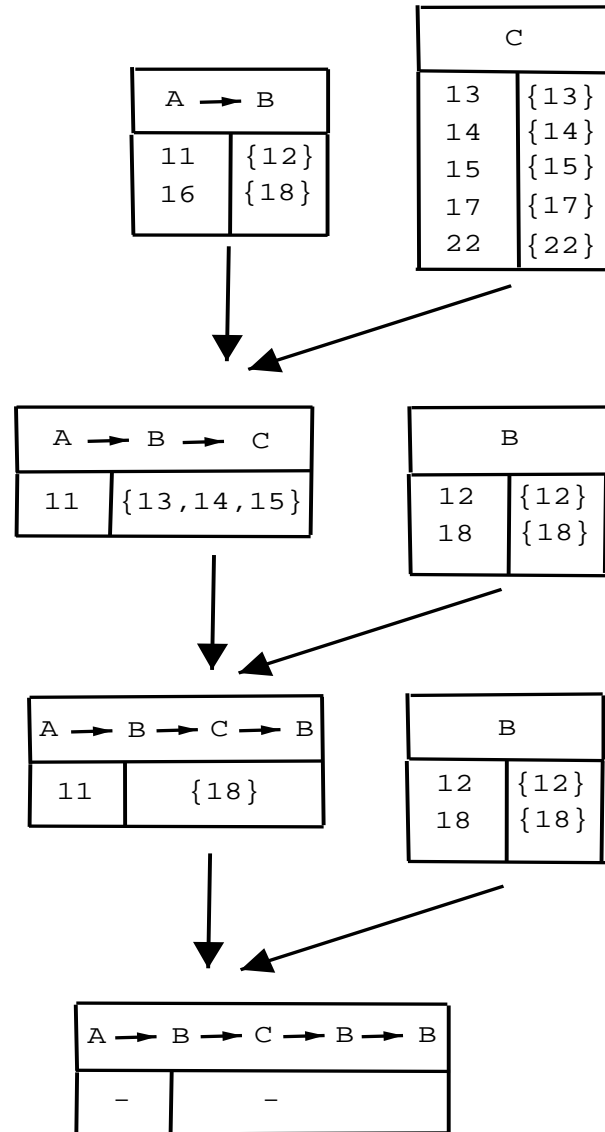 C
13 {13}
14 {14}
15 {15}
17 {17}
22 {22}
A → B
11 {12}
16 {18}
A → B → C
11 {13,14,15}
B
12 {12}
18 {18}
A → B → C → B
11 {18}
B
12 {12}
18 {18}
A → B → C → B → B
– –